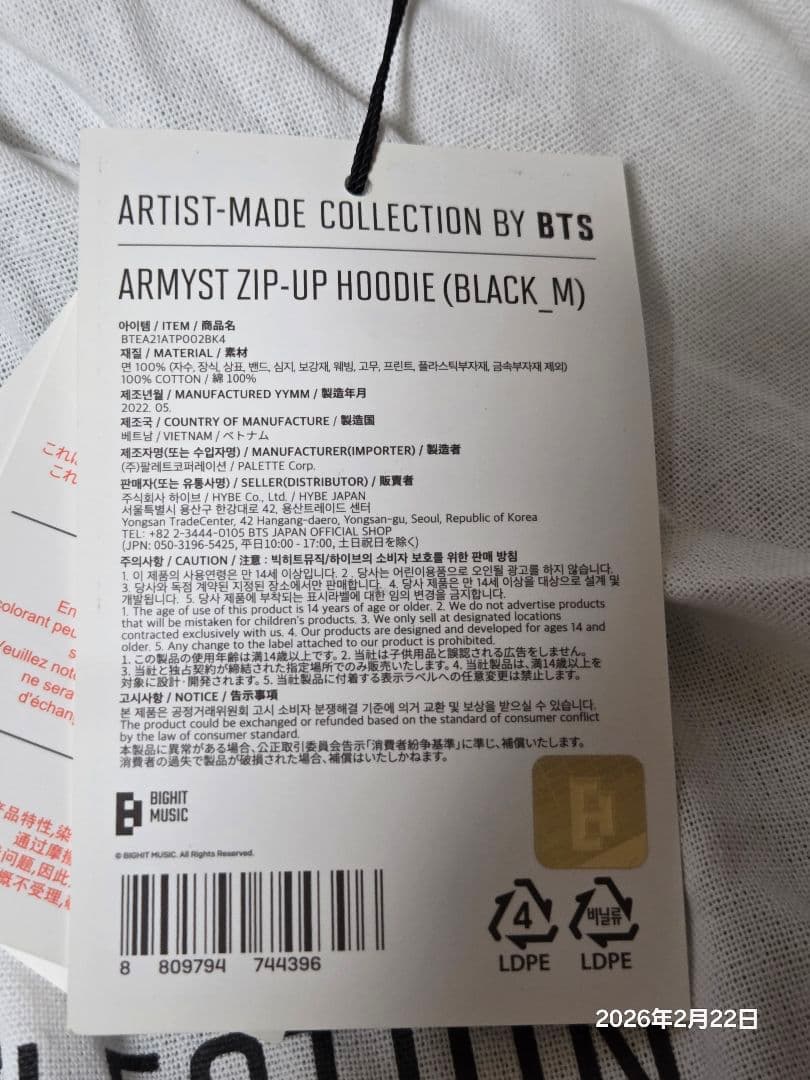 ARTIST-MADE COLLECTION BY BTS
ARMYST ZIP-UP HOODIE (BLACK_M)
아이템 / ITEM / 商品名
BTEA21ATP002BK4
재질 / MATERIAL / 素材
면 100% (자수, 장식, 상표, 밴드, 심지, 보강재, 웨빙, 고무, 프린트, 플라스틱부자재, 금속부자재 제외)
100% COTTON / 綿 100%
제조년월 / MANUFACTURED YYMM / 製造年月
2022. 05.
제조국 / COUNTRY OF MANUFACTURE / 製造国
베트남 / VIETNAM / ベトナム
제조자명(또는 수입자명) / MANUFACTURER(IMPORTER) / 製造者
(주)팔레트코퍼레이션 / PALETTE Corp.
판매자(또는 유통사명) / SELLER(DISTRIBUTOR) / 販賣者
주식회사 하이브 / HYBE Co., Ltd. / HYBE JAPAN
서울특별시 용산구 한강대로 42, 용산트레이드 센터
Yongsan TradeCenter, 42 Hangang-daero, Yongsan-gu, Seoul, Republic of Korea
TEL: +82 2-3444-0105 BTS JAPAN OFFICIAL SHOP
(JPN: 050-3196-5425, 平日10:00 - 17:00, 土日祝日を除く)
주의사항 / CAUTION / 注意 : 빅히트뮤직/하이브의 소비자 보호를 위한 판매 방침
1. 이 제품의 사용연령은 만 14세 이상입니다. 2. 당사는 어린이용품으로 오인될 광고를 하지 않습니다.
3. 당사와 독점 계약된 지정된 장소에서만 판매합니다. 4. 당사 제품은 만 14세 이상을 대상으로 설계 및
개발됩니다. 5. 당사 제품에 부착되는 표시라벨에 대한 임의 변경을 금지합니다.
1. The age of use of this product is 14 years of age or older. 2. We do not advertise products
that will be mistaken for children's products. 3. We only sell at designated locations
contracted exclusively with us. 4. Our products are designed and developed for ages 14 and
older. 5. Any change to the label attached to our product is prohibited.
1. この製品の使用年齢は満14歳以上です。2. 当社は子供用品と誤認される広告をしません。
3. 当社と独占契約が締結された指定場所でのみ販売いたします。4. 当社製品は、満14歳以上を
対象に設計·開発されます。5. 当社製品に付着する表示ラベルへの任意変更は禁止します。
고시사항 / NOTICE / 告示事項
본 제품은 공정거래위원회 고시 소비자 분쟁해결 기준에 의거 교환 및 보상을 받으실 수 있습니다.
The product could be exchanged or refunded based on the standard of consumer conflict
by the law of consumer standard.
本製品に異常がある場合、公正取引委員会告示「消費者紛争基準」に準じ、補償いたします。
消費者の過失で製品が破損された場合、補償はいたしかねます。
BIGHIT
MUSIC
© BIGHIT MUSIC. All Rights Reserved.
8 809794 744396
4
LDPE
비닐류
LDPE
これ
これ
En
colorant peu
Veuillez not
ne sera
d'échan
产品特性,染
通过摩擦
问题,因此
概不受理,
2026年2月22日